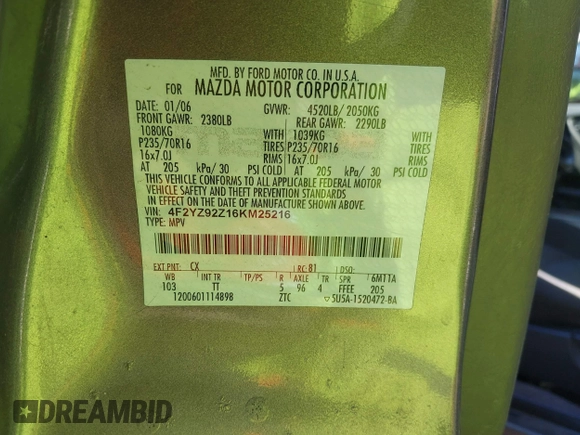 MFD. BY FORD MOTOR CO. IN U.S.A.
FOR MAZDA MOTOR CORPORATION
DATE: 01/06 GVWR: 4520LB/ 2050KG
FRONT GAWR: 2380LB REAR GAWR: 2290LB
1080KG WITH 1039KG WITH
P235/70R16 TIRES P235/70R16 TIRES
16x7.0J RIMS 16x7.0J RIMS
AT 205 kPa/ 30 PSI COLD AT 205 kPa/ 30 PSI COLD
THIS VEHICLE CONFORMS TO ALL APPLICABLE FEDERAL MOTOR
VEHICLE SAFETY AND THEFT PREVENTION STANDARDS
IN EFFECT ON THE DATE OF MANUFACTURE SHOWN ABOVE.
VIN: 4F2YZ92Z16KM25216
TYPE: MPV
EXT PNT: CX RC: 81 DSO:
WB INT TR TP/PS R AXLE TR SPR 6M11A
103 TT 5 96 4 FFEE 205
1200601114898 ZTC 5U5A-1520472-BA
DREAMBID